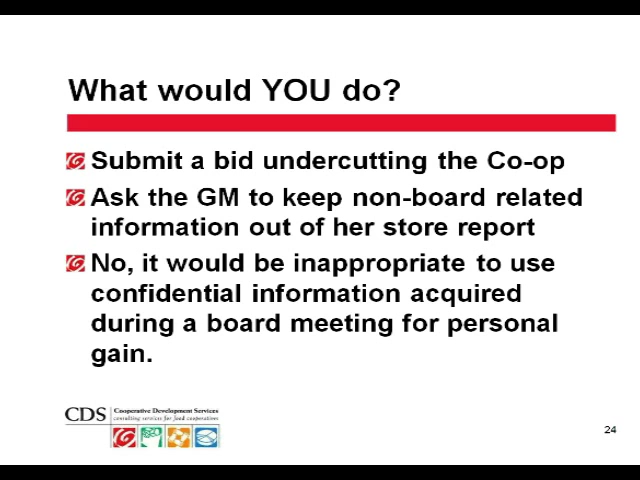 What would YOU do?
Submit a bid undercutting the Co-op
Ask the GM to keep non-board related
information out of her store report
No, it would be inappropriate to use
confidential information acquired
during a board meeting for personal
gain.
CDS
Cooperative Development Services
consulting services for food cooperatives
24